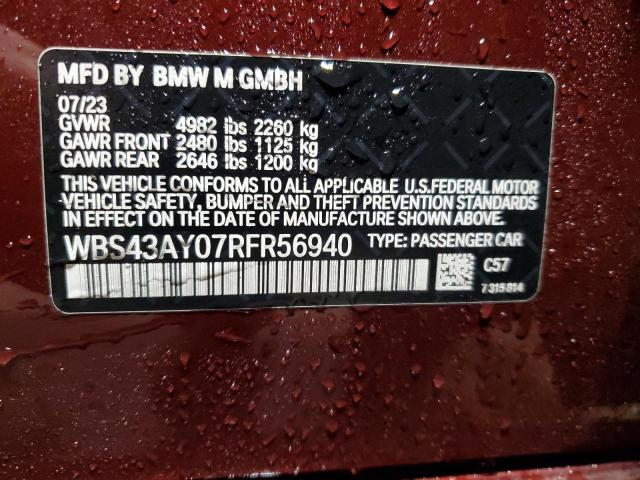 MFD BY BMW M GMBH
07/23
GVWR 4982 lbs 2260 kg
GAWR FRONT 2480 lbs 1125 kg
GAWR REAR 2646 lbs 1200 kg
THIS VEHICLE CONFORMS TO ALL APPLICABLE U.S.FEDERAL MOTOR
VEHICLE SAFETY, BUMPER AND THEFT PREVENTION STANDARDS
IN EFFECT ON THE DATE OF MANUFACTURE SHOWN ABOVE.
WBS43AY07RFR56940 TYPE: PASSENGER CAR
C57
7 315 814